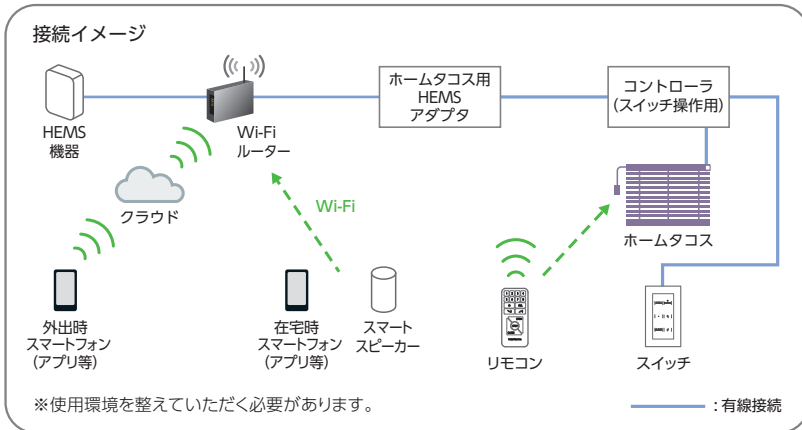 接続イメージ
HEMS
機器
Wi-Fi
ルーター
ホームタコス用
HEMS
アダプタ
コントローラ
(スイッチ操作用)
クラウド
Wi-Fi
ホームタコス
外出時
スマートフォン
(アプリ等)
在宅時
スマートフォン
(アプリ等)
スマート
スピーカー
リモコン
スイッチ
※使用環境を整えていただく必要があります。
：有線接続